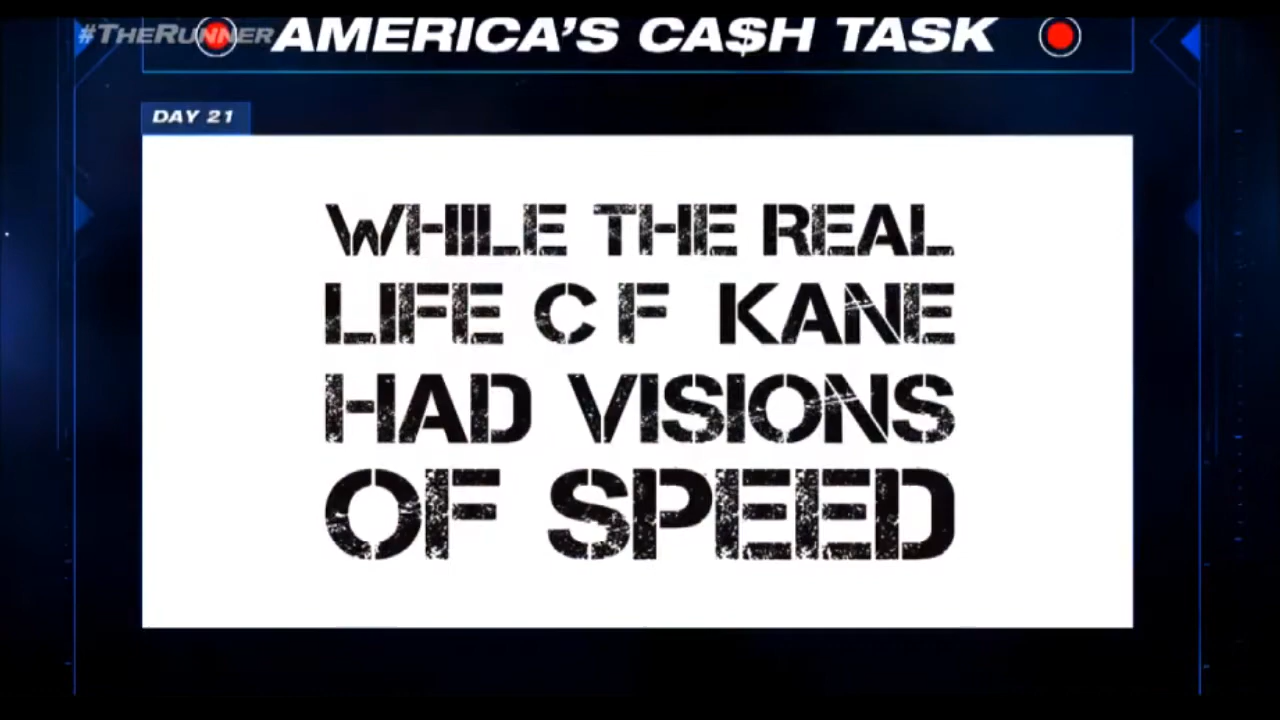 #THERUNNER
AMERICA'S CA$H TASK
DAY 21
WHILE THE REAL
LIFE C F KANE
HAD VISIONS
OF SPEED